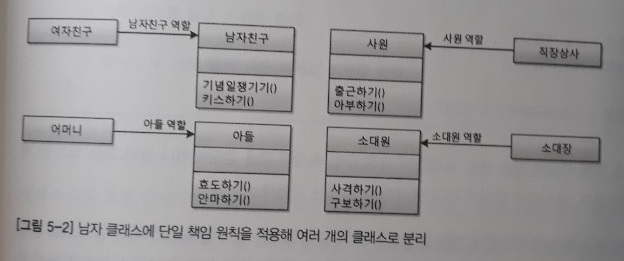 여자친구
남자친구 역할
남자친구
기념일챙기기()
키스하기()
사원
출근하기()
아부하기()
사원 역할
직장상사
어머니
아들 역할
아들
효도하기()
안마하기()
소대원
사격하기()
구보하기()
소대원 역할
소대장
[그림 5-2] 남자 클래스에 단일 책임 원칙을 적용해 여러 개의 클래스로 분리